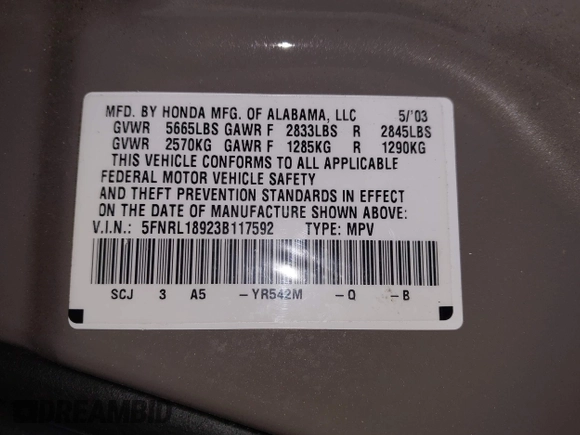 MFD. BY HONDA MFG. OF ALABAMA, LLC 5/'03
GVWR 5665LBS GAWR F 2833LBS R 2845LBS
GVWR 2570KG GAWR F 1285KG R 1290KG
THIS VEHICLE CONFORMS TO ALL APPLICABLE
FEDERAL MOTOR VEHICLE SAFETY
AND THEFT PREVENTION STANDARDS IN EFFECT
ON THE DATE OF MANUFACTURE SHOWN ABOVE:
V.I.N.: 5FNRL18923B117592 TYPE: MPV
SCJ 3 A5 -YR542M -Q -B
DREAMBID